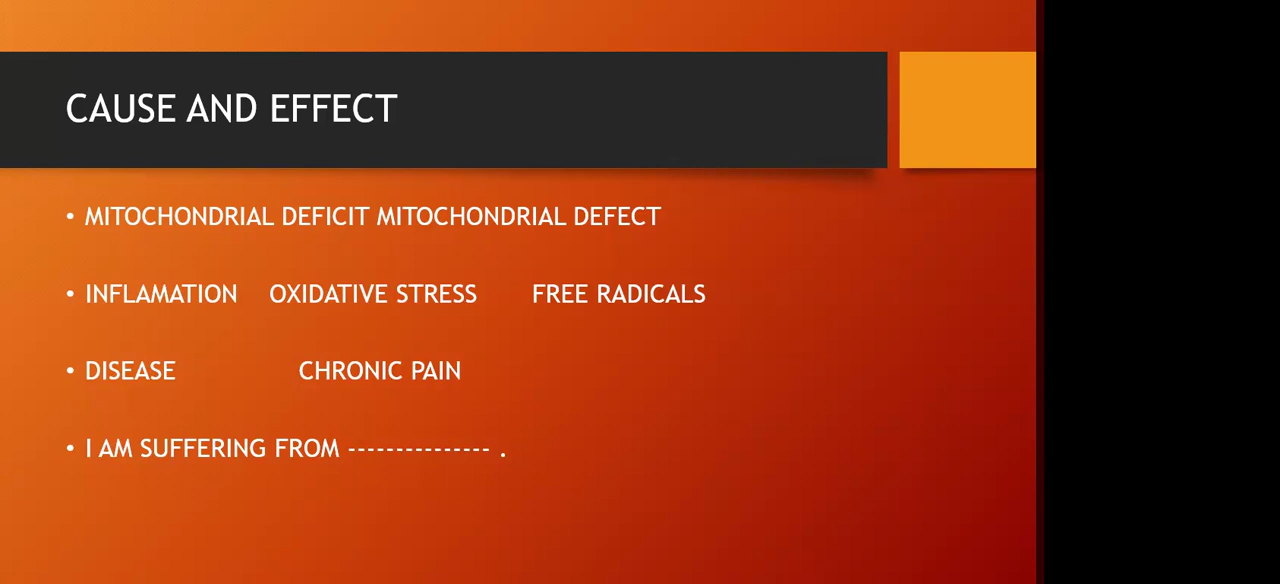 CAUSE AND EFFECT
• MITOCHONDRIAL DEFICIT MITOCHONDRIAL DEFECT
• INFLAMATION OXIDATIVE STRESS FREE RADICALS
• DISEASE CHRONIC PAIN
• I AM SUFFERING FROM --------------- .